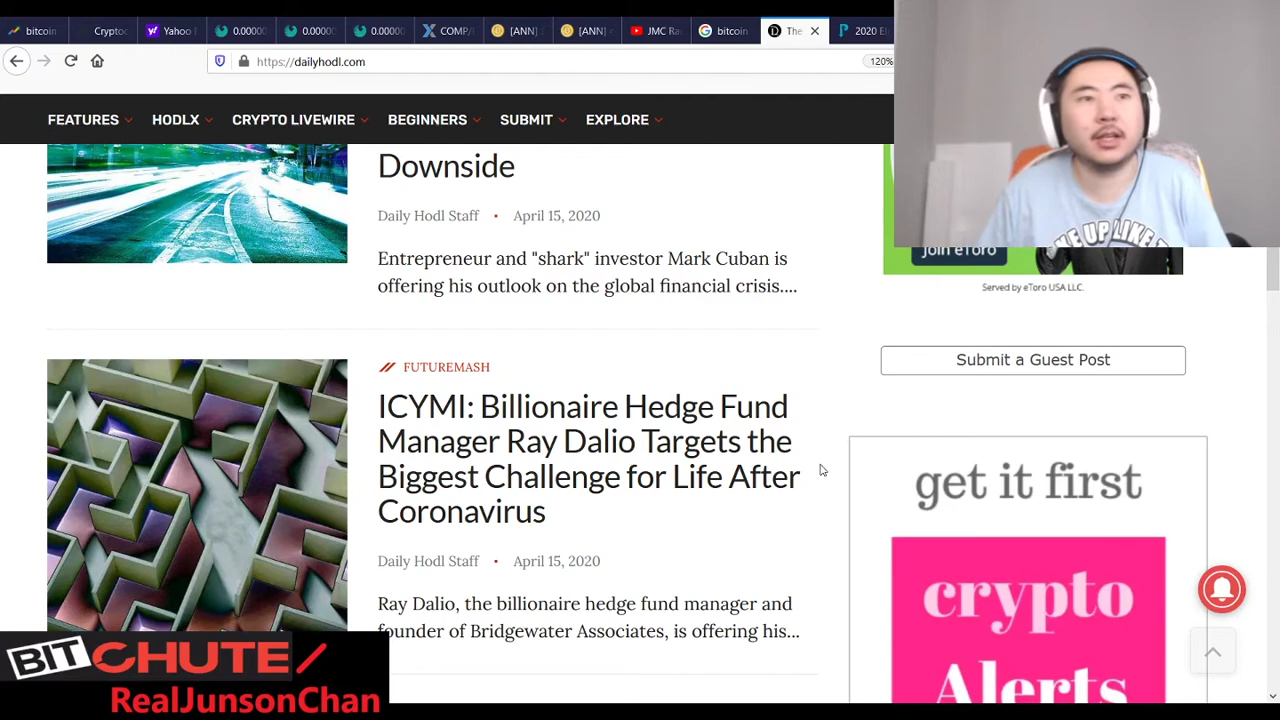 bitcoin
Cryptoc
Yahoo
0.00000
0.0000
0.0000
COMP/
[ANN]
[ANN]
JMC Ra
bitcoin
The
2020 El
https://dailyhodl.com
120%
FEATURES
HODLX
CRYPTO LIVEWIRE
BEGINNERS
SUBMIT
EXPLORE
Downside
Daily Hodl Staff • April 15, 2020
Entrepreneur and "shark" investor Mark Cuban is
offering his outlook on the global financial crisis....
FUTUREMASH
ICYMI: Billionaire Hedge Fund
Manager Ray Dalio Targets the
Biggest Challenge for Life After
Coronavirus
Daily Hodl Staff • April 15, 2020
Ray Dalio, the billionaire hedge fund manager and
founder of Bridgewater Associates, is offering his...
KE UP LIKE T
Join eToro
Served by eToro USA LLC.
Submit a Guest Post
get it first
crypto
Alerts
BITCHUTE/
RealJunsonChan